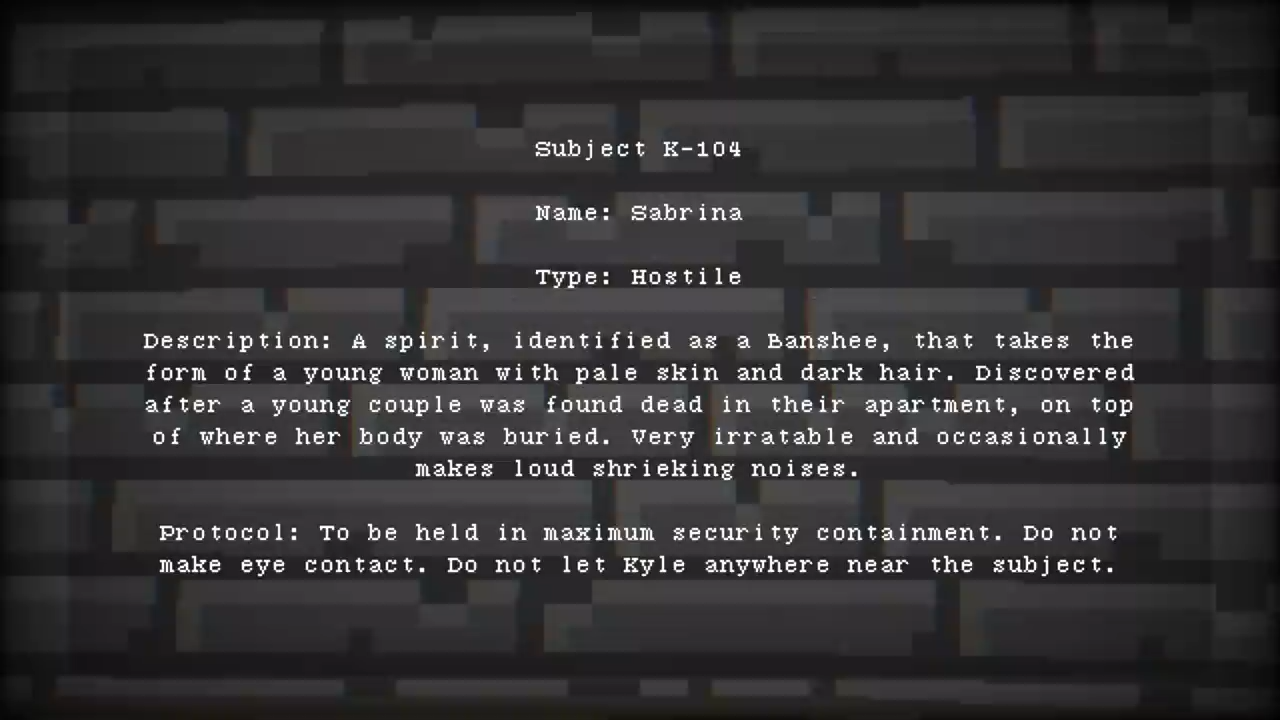 Subject K-104
Name: Sabrina
Type: Hostile
Description: A spirit, identified as a Banshee, that takes the
form of a young woman with pale skin and dark hair. Discovered
after a young couple was found dead in their apartment, on top
of where her body was buried. Very irratable and occasionally
makes loud shrieking noises.
Protocol: To be held in maximum security containment. Do not
make eye contact. Do not let Kyle anywhere near the subject.